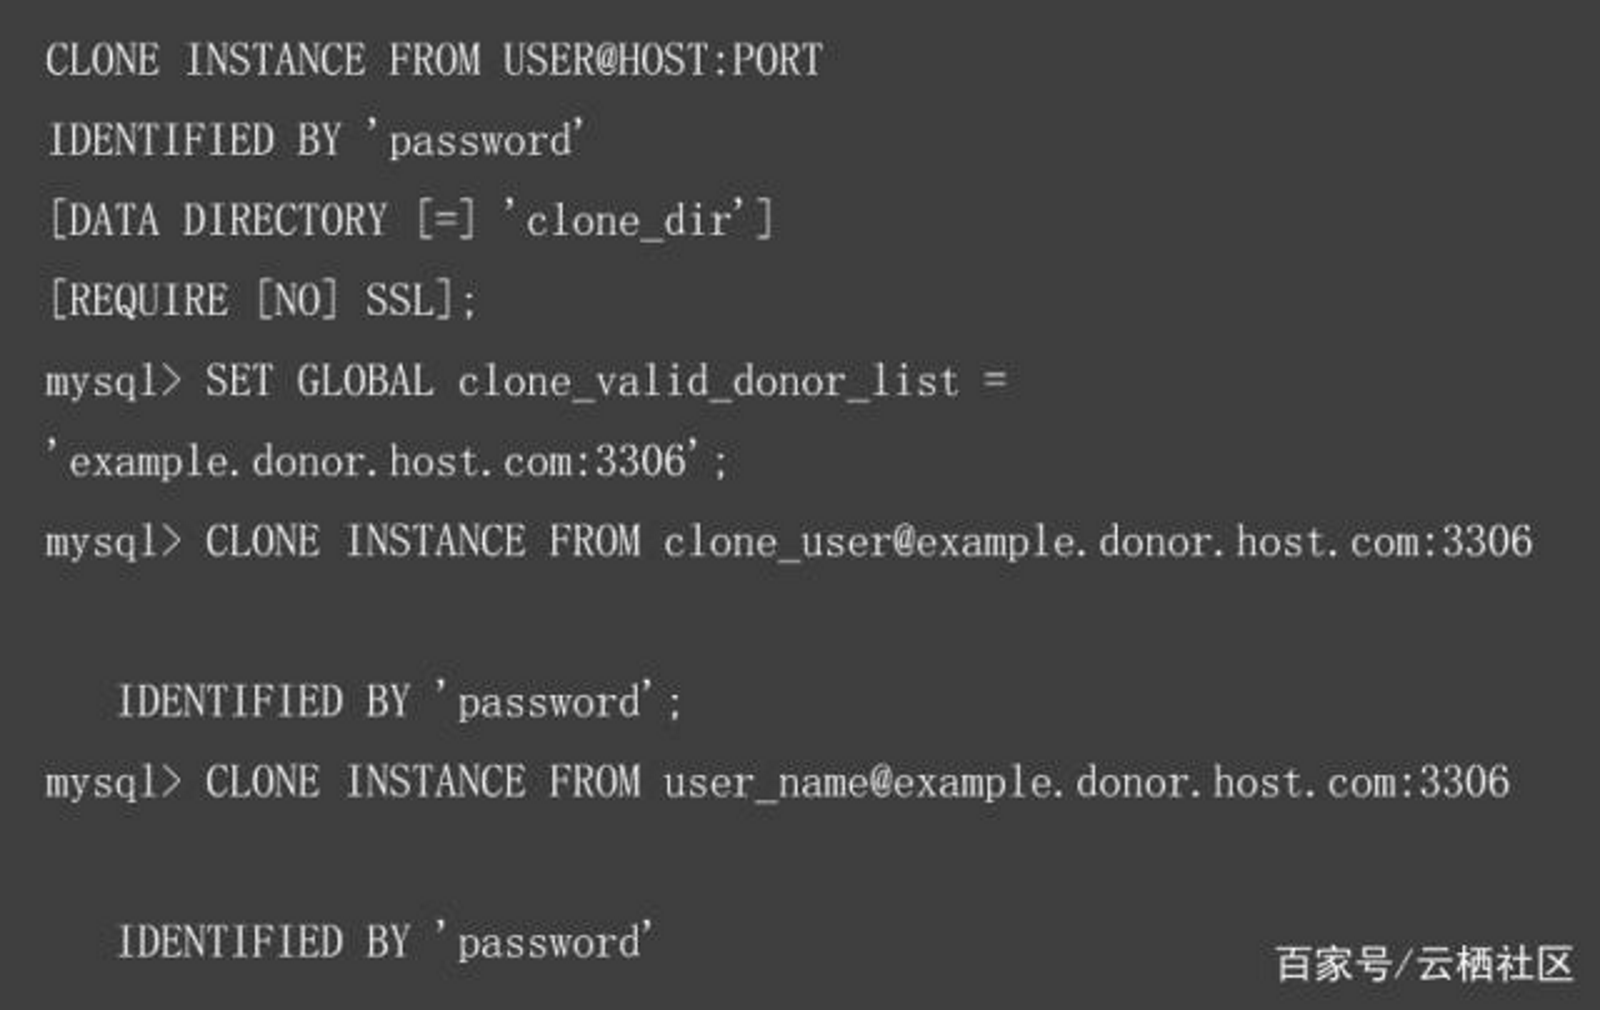 CLONE INSTANCE FROM USER@HOST:PORT
IDENTIFIED BY 'password'
[DATA DIRECTORY [=] 'clone_dir']
[REQUIRE [NO] SSL];
mysql> SET GLOBAL clone_valid_donor_list =
'example.donor.host.com:3306';
mysql> CLONE INSTANCE FROM clone_user@example.donor.host.com:3306
IDENTIFIED BY 'password';
mysql> CLONE INSTANCE FROM user_name@example.donor.host.com:3306
IDENTIFIED BY 'password'
百家号/云栖社区